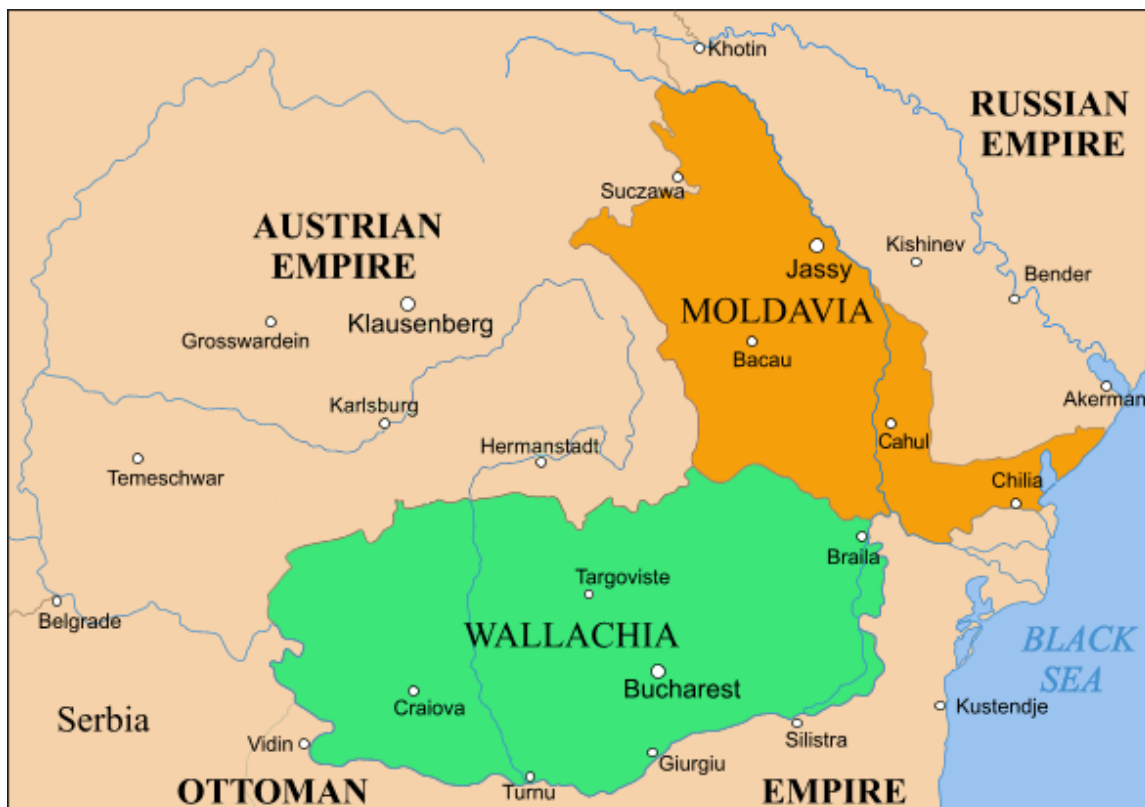 Khotin
RUSSIAN
EMPIRE
Suczawa
AUSTRIAN
EMPIRE
Jassy
Kishinev
Bender
Klausenberg
MOLDAVIA
Grosswardein
Bacau
Akerman
Karlsburg
Cahul
Hermanstadt
Temeschwar
Chilia
Braila
Targoviste
Belgrade
WALLACHIA
BLACK
SEA
Bucharest
Serbia
Craiova
Kustendje
Vidin
Silistra
Giurgiu
OTTOMAN
Turnu
EMPIRE